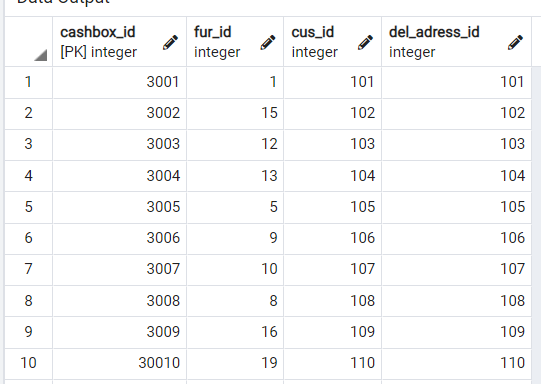 Data Output
cashbox_id fur_id cus_id del_adress_id
[PK] integer integer integer integer
1 3001 1 101 101
2 3002 15 102 102
3 3003 12 103 103
4 3004 13 104 104
5 3005 5 105 105
6 3006 9 106 106
7 3007 10 107 107
8 3008 8 108 108
9 3009 16 109 109
10 30010 19 110 110